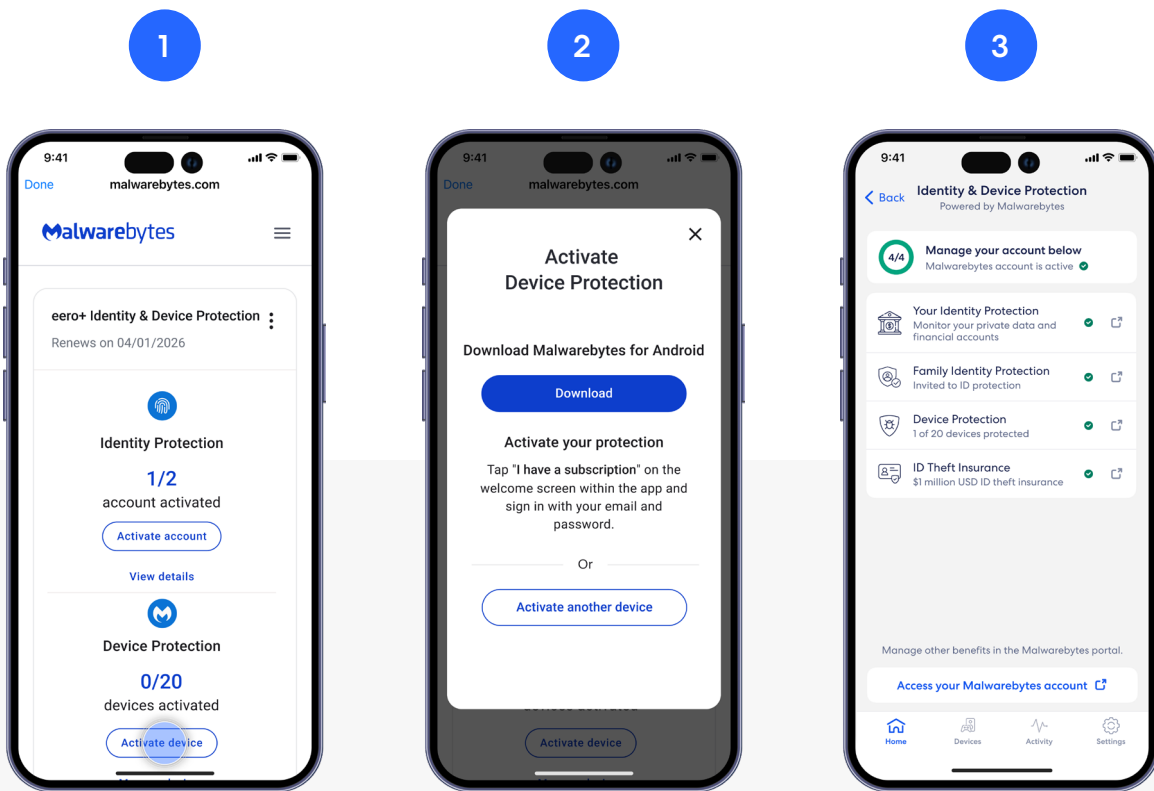 1
9:41
Done
malwarebytes.com
Malwarebytes
eero+ Identity & Device Protection
Renews on 04/01/2026
Identity Protection
1/2
account activated
Activate account
View details
Device Protection
0/20
devices activated
Activate device
2
9:41
Done
malwarebytes.com
Activate
Device Protection
Download Malwarebytes for Android
Download
Activate your protection
Tap "I have a subscription" on the
welcome screen within the app and
sign in with your email and
password.
Or
Activate another device
Activate device
3
9:41
Back
Identity & Device Protection
Powered by Malwarebytes
4/4
Manage your account below
Malwarebytes account is active
Your Identity Protection
Monitor your private data and
financial accounts
Family Identity Protection
Invited to ID protection
Device Protection
1 of 20 devices protected
ID Theft Insurance
$1 million USD ID theft insurance
Manage other benefits in the Malwarebytes portal.
Access your Malwarebytes account
Home
Devices
Activity
Settings